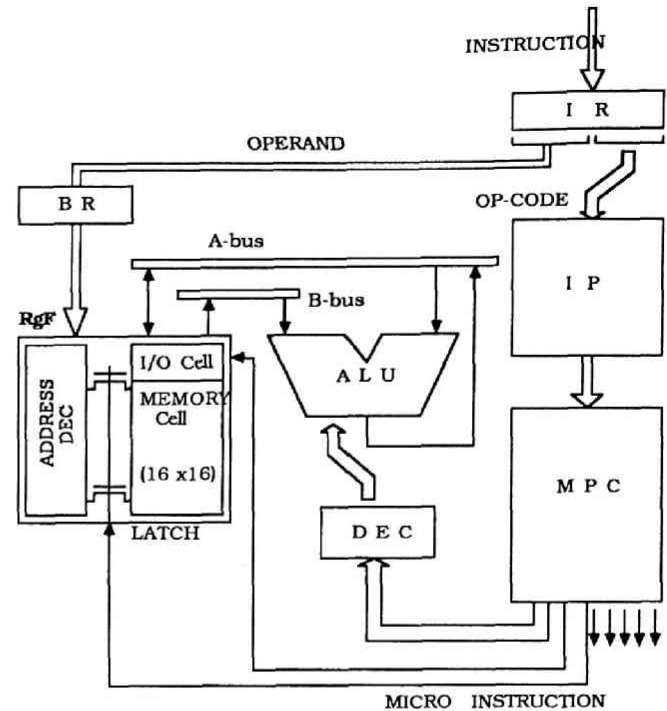 INSTRUCTION
I R
OPERAND
B R
OP-CODE
A-bus
I P
B-bus
RgF
I/O Cell
A L U
ADDRESS
DEC
MEMORY
Cell
(16 x16)
M P C
D E C
LATCH
MICRO INSTRUCTION